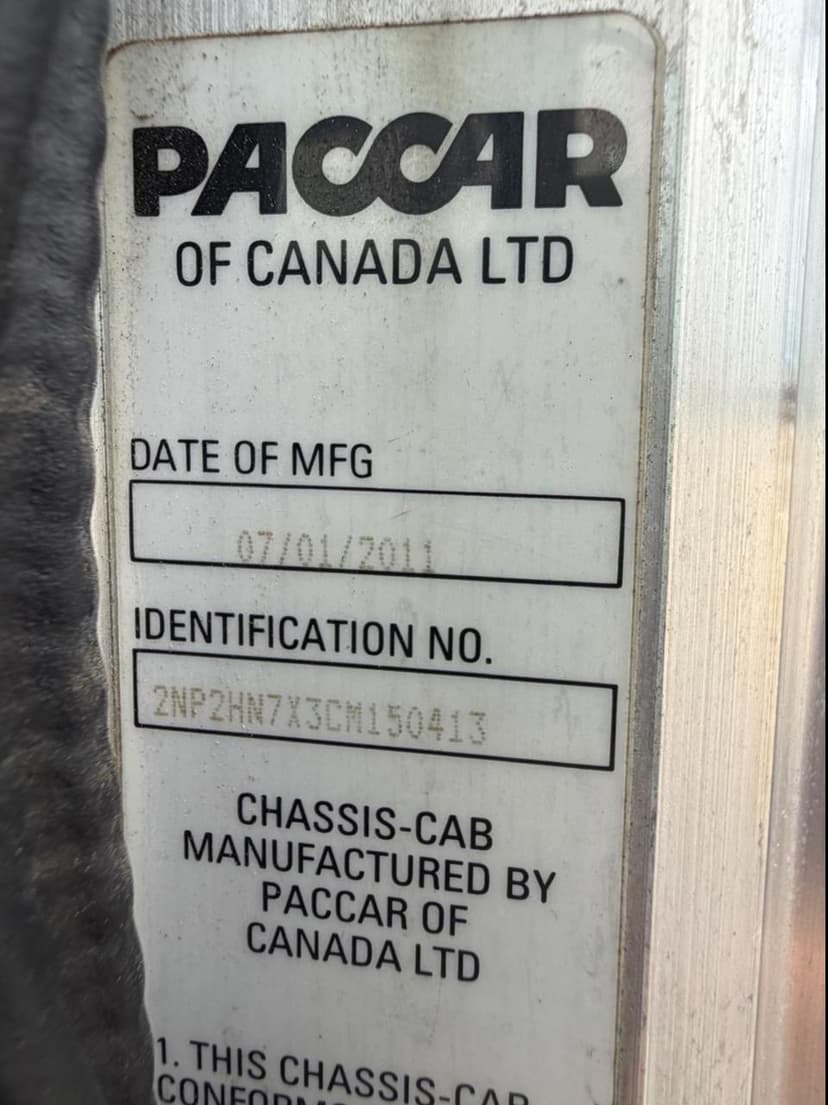 PACCAR
OF CANADA LTD
DATE OF MFG
07/01/2011
IDENTIFICATION NO.
2NP2HN7X3CM150413
CHASSIS-CAB
MANUFACTURED BY
PACCAR OF
CANADA LTD
1. THIS CHASSIS-CAB